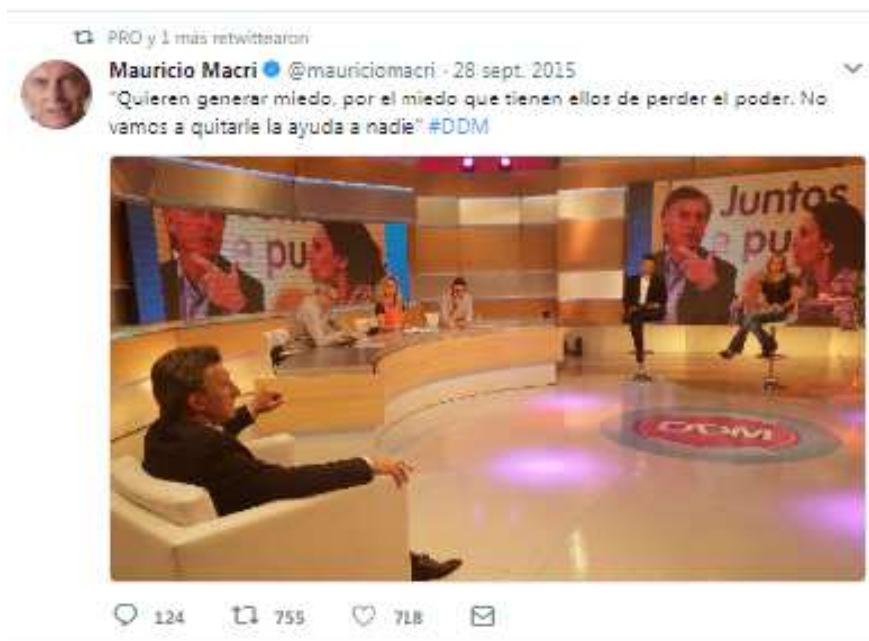 PRO y 1 más retwittearon
Mauricio Macri @mauriciomacri · 28 sept. 2015
"Quieren generar miedo, por el miedo que tienen ellos de perder el poder. No
vamos a quitarle la ayuda a nadie" #DDM
Juntos
pu
pu
DDM
124 755 718